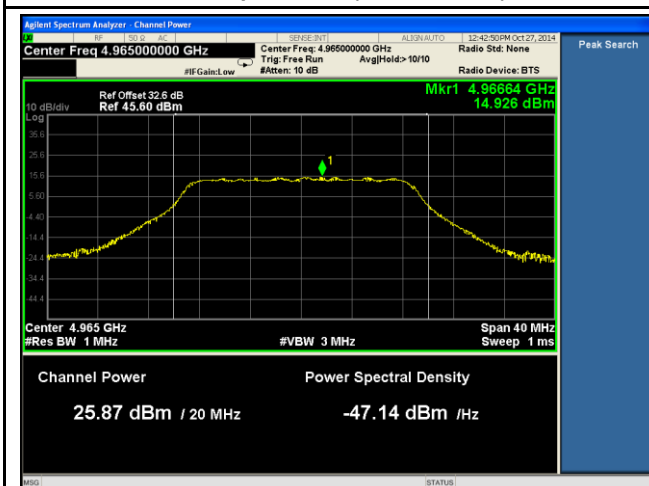 Agilent Spectrum Analyzer - Channel Power
LXI RF 50 Ω AC SENSE:INT ALIGNAUTO 12:42:50PM Oct 27, 2014
Center Freq 4.965000000 GHz Center Freq: 4.965000000 GHz Radio Std: None Peak Search
Trig: Free Run Avg|Hold:> 10/10
#IFGain:Low #Atten: 10 dB Radio Device: BTS
Ref Offset 32.6 dB Mkr1 4.96664 GHz
10 dB/div Ref 45.60 dBm 14.926 dBm
Log
35.6
25.6
1
15.6
5.60
-4.40
-14.4
-24.4
-34.4
-44.4
Center 4.965 GHz Span 40 MHz
#Res BW 1 MHz #VBW 3 MHz Sweep 1 ms
Channel Power Power Spectral Density
25.87 dBm / 20 MHz -47.14 dBm /Hz
MSG STATUS